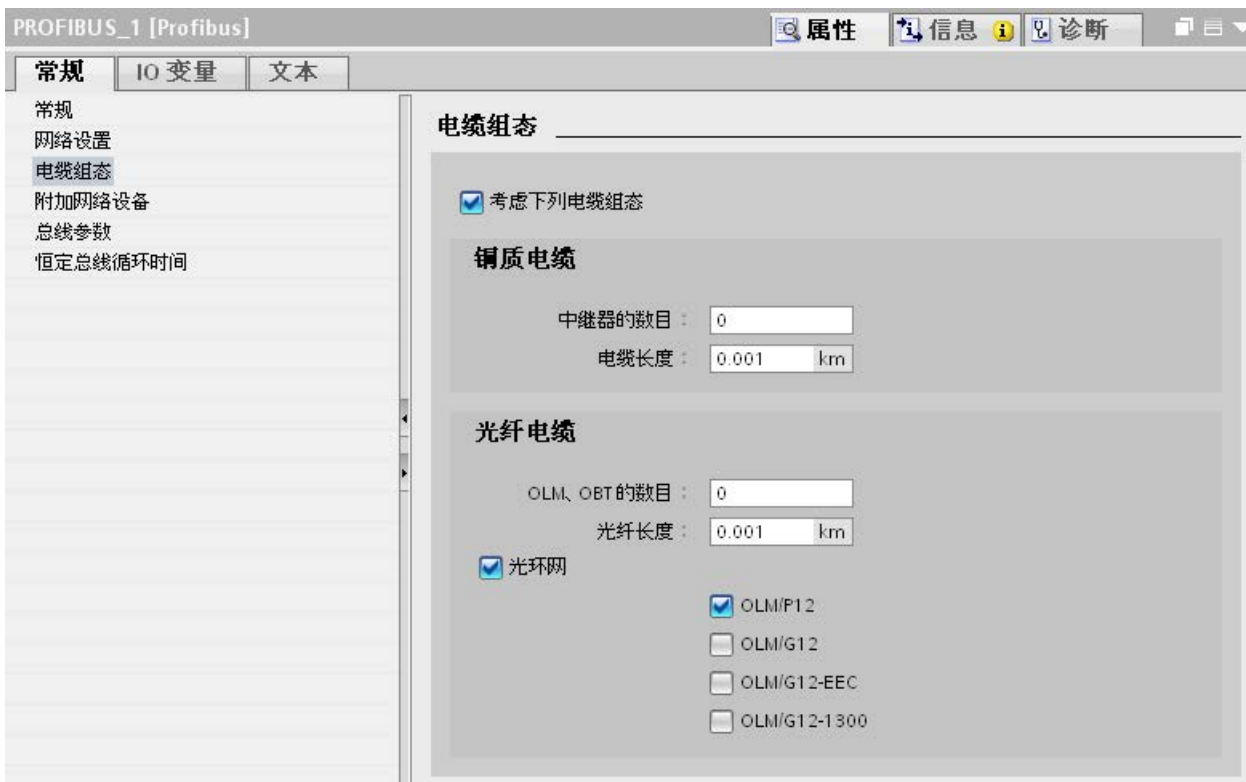 PROFIBUS_1 [Profibus]
属性
信息
诊断
常规
IO 变量
文本
常规
网络设置
电缆组态
附加网络设备
总线参数
恒定总线循环时间
电缆组态
考虑下列电缆组态
铜质电缆
中继器的数目：
0
电缆长度：
0.001 km
光纤电缆
OLM、OBT的数目：
0
光纤长度：
0.001 km
光环网
OLM/P12
OLM/G12
OLM/G12-EEC
OLM/G12-1300